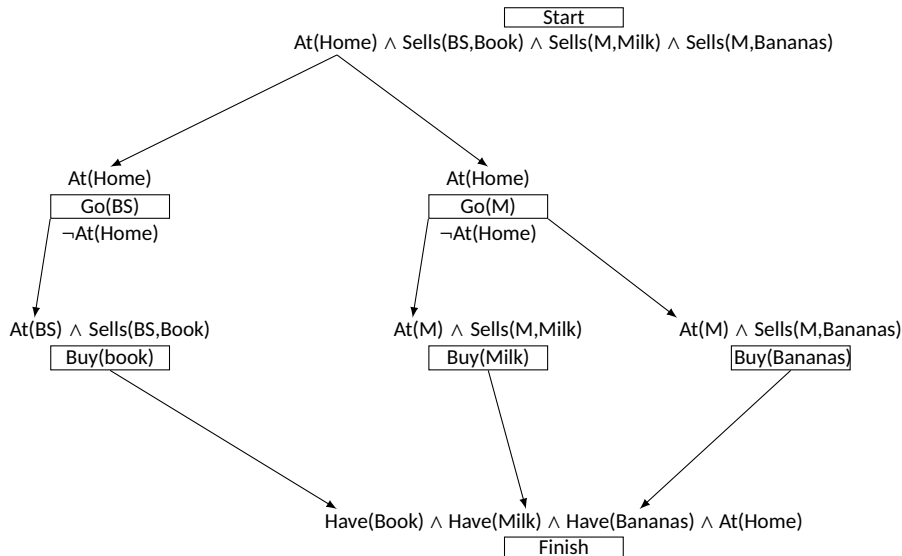 Start
At(Home) ∧ Sells(BS,Book) ∧ Sells(M,Milk) ∧ Sells(M,Bananas)
At(Home)
Go(BS)
¬At(Home)
At(Home)
Go(M)
¬At(Home)
At(BS) ∧ Sells(BS,Book)
Buy(book)
At(M) ∧ Sells(M,Milk)
Buy(Milk)
At(M) ∧ Sells(M,Bananas)
Buy(Bananas)
Have(Book) ∧ Have(Milk) ∧ Have(Bananas) ∧ At(Home)
Finish